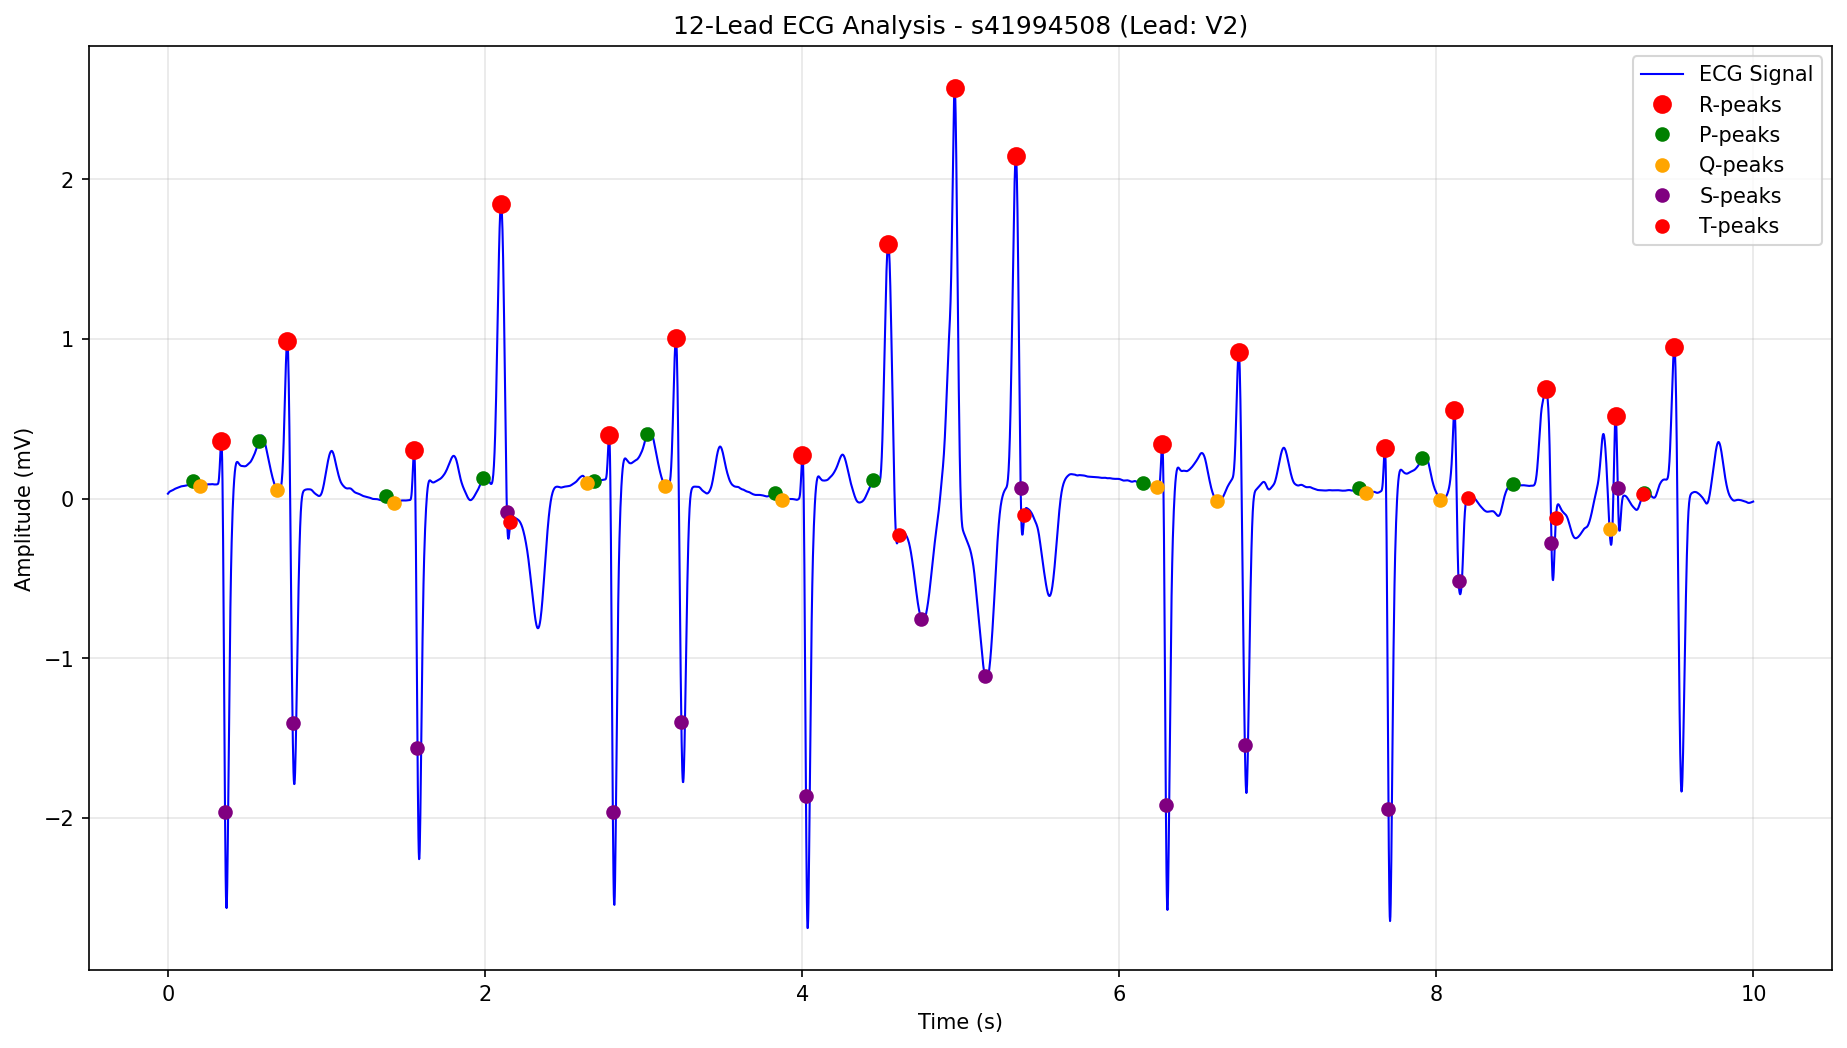 12-Lead ECG Analysis - s41994508 (Lead: V2)
ECG Signal
R-peaks
P-peaks
Q-peaks
S-peaks
T-peaks
Amplitude (mV)
2
1
0
−1
−2
0
2
4
6
8
10
Time (s)